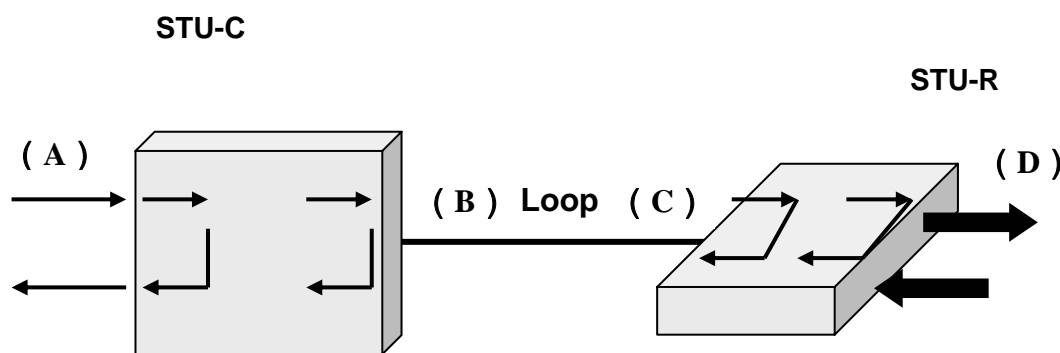 STU-C
STU-R
( A )
( D )
( B ) Loop ( C )